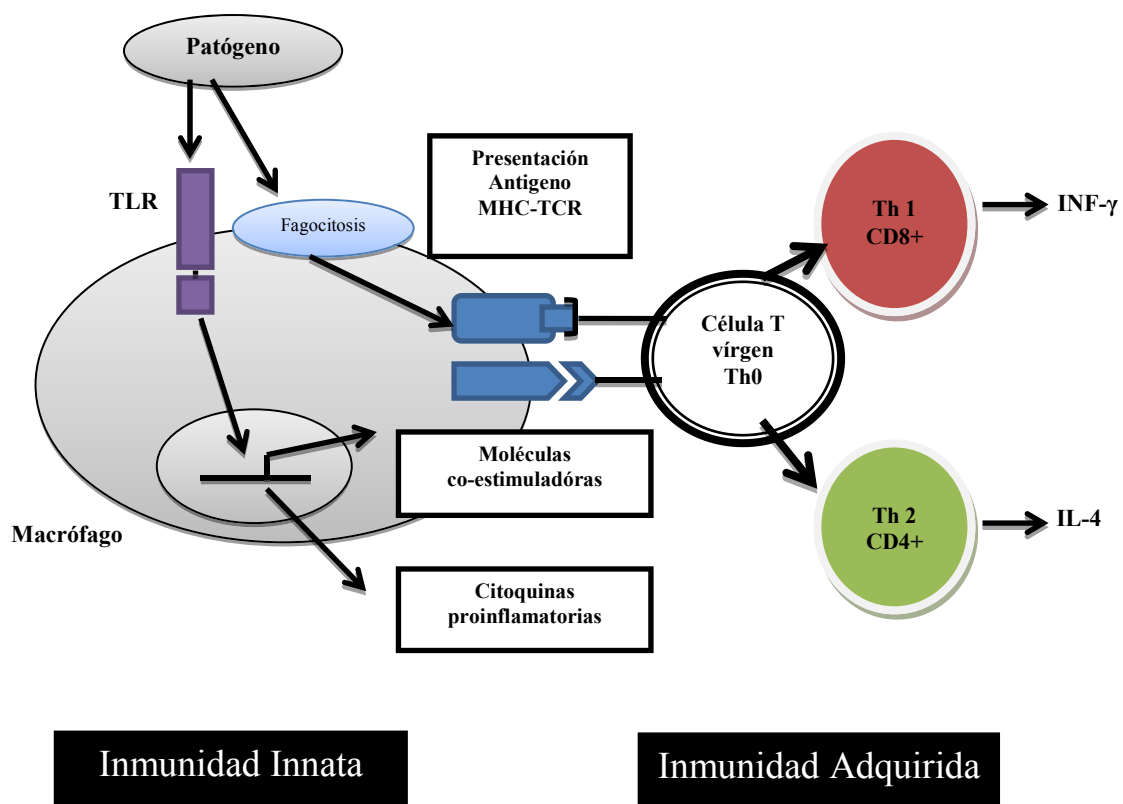 Patógeno
TLR
Fagocitosis
Presentación
Antigeno
MHC-TCR
Th 1
CD8+
INF-γ
Célula T
vírgen
Th0
Moléculas
co-estimuladóras
Macrófago
Th 2
CD4+
IL-4
Citoquinas
proinflamatorias
Inmunidad Innata
Inmunidad Adquirida